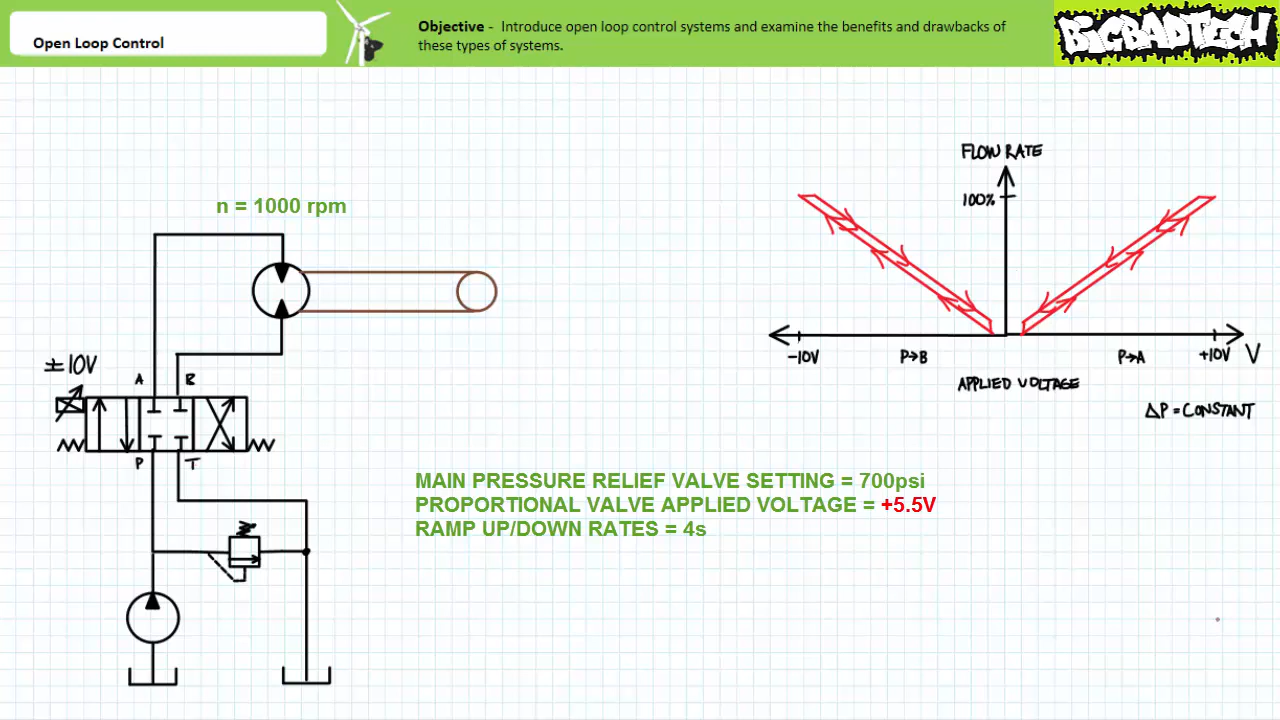 Open Loop Control
Objective - Introduce open loop control systems and examine the benefits and drawbacks of
these types of systems.
BIGBADTECH
n = 1000 rpm
±10V
A B
P T
FLOW RATE
100%
-10V P→B P→A +10V V
APPLIED VOLTAGE
ΔP = CONSTANT
MAIN PRESSURE RELIEF VALVE SETTING = 700psi
PROPORTIONAL VALVE APPLIED VOLTAGE = +5.5V
RAMP UP/DOWN RATES = 4s